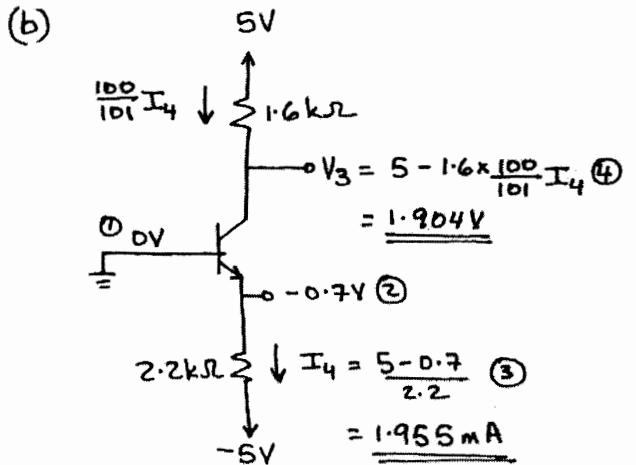 (b)
5V
100/101 I₄ ↓
1.6kΩ
V₃ = 5 - 1.6 × 100/101 I₄ ④
= 1.904V
① 0V
-0.7V ②
2.2kΩ ↓ I₄ = 5-0.7/2.2 ③
= 1.955mA
-5V